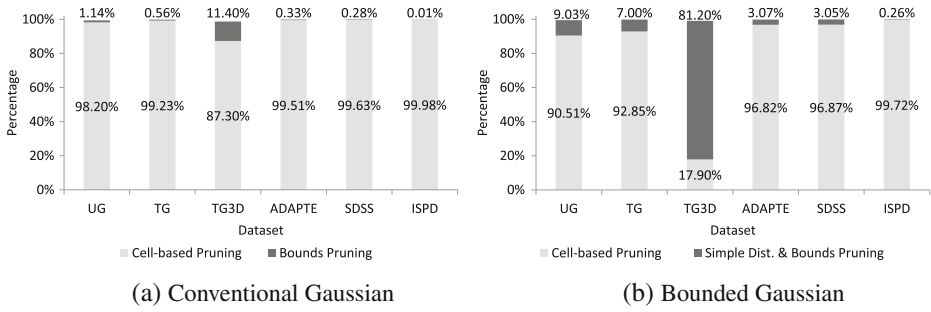 1.14% 0.56% 11.40% 0.33% 0.28% 0.01%
100%
80%
60%
40%
20%
0%
Percentage
98.20% 99.23% 87.30% 99.51% 99.63% 99.98%
UG TG TG3D ADAPTE SDSS ISPD
Dataset
Cell-based Pruning Bounds Pruning
(a) Conventional Gaussian
9.03% 7.00% 81.20% 3.07% 3.05% 0.26%
100%
80%
60%
40%
20%
0%
Percentage
90.51% 92.85% 17.90% 96.82% 96.87% 99.72%
UG TG TG3D ADAPTE SDSS ISPD
Dataset
Cell-based Pruning Simple Dist. & Bounds Pruning
(b) Bounded Gaussian